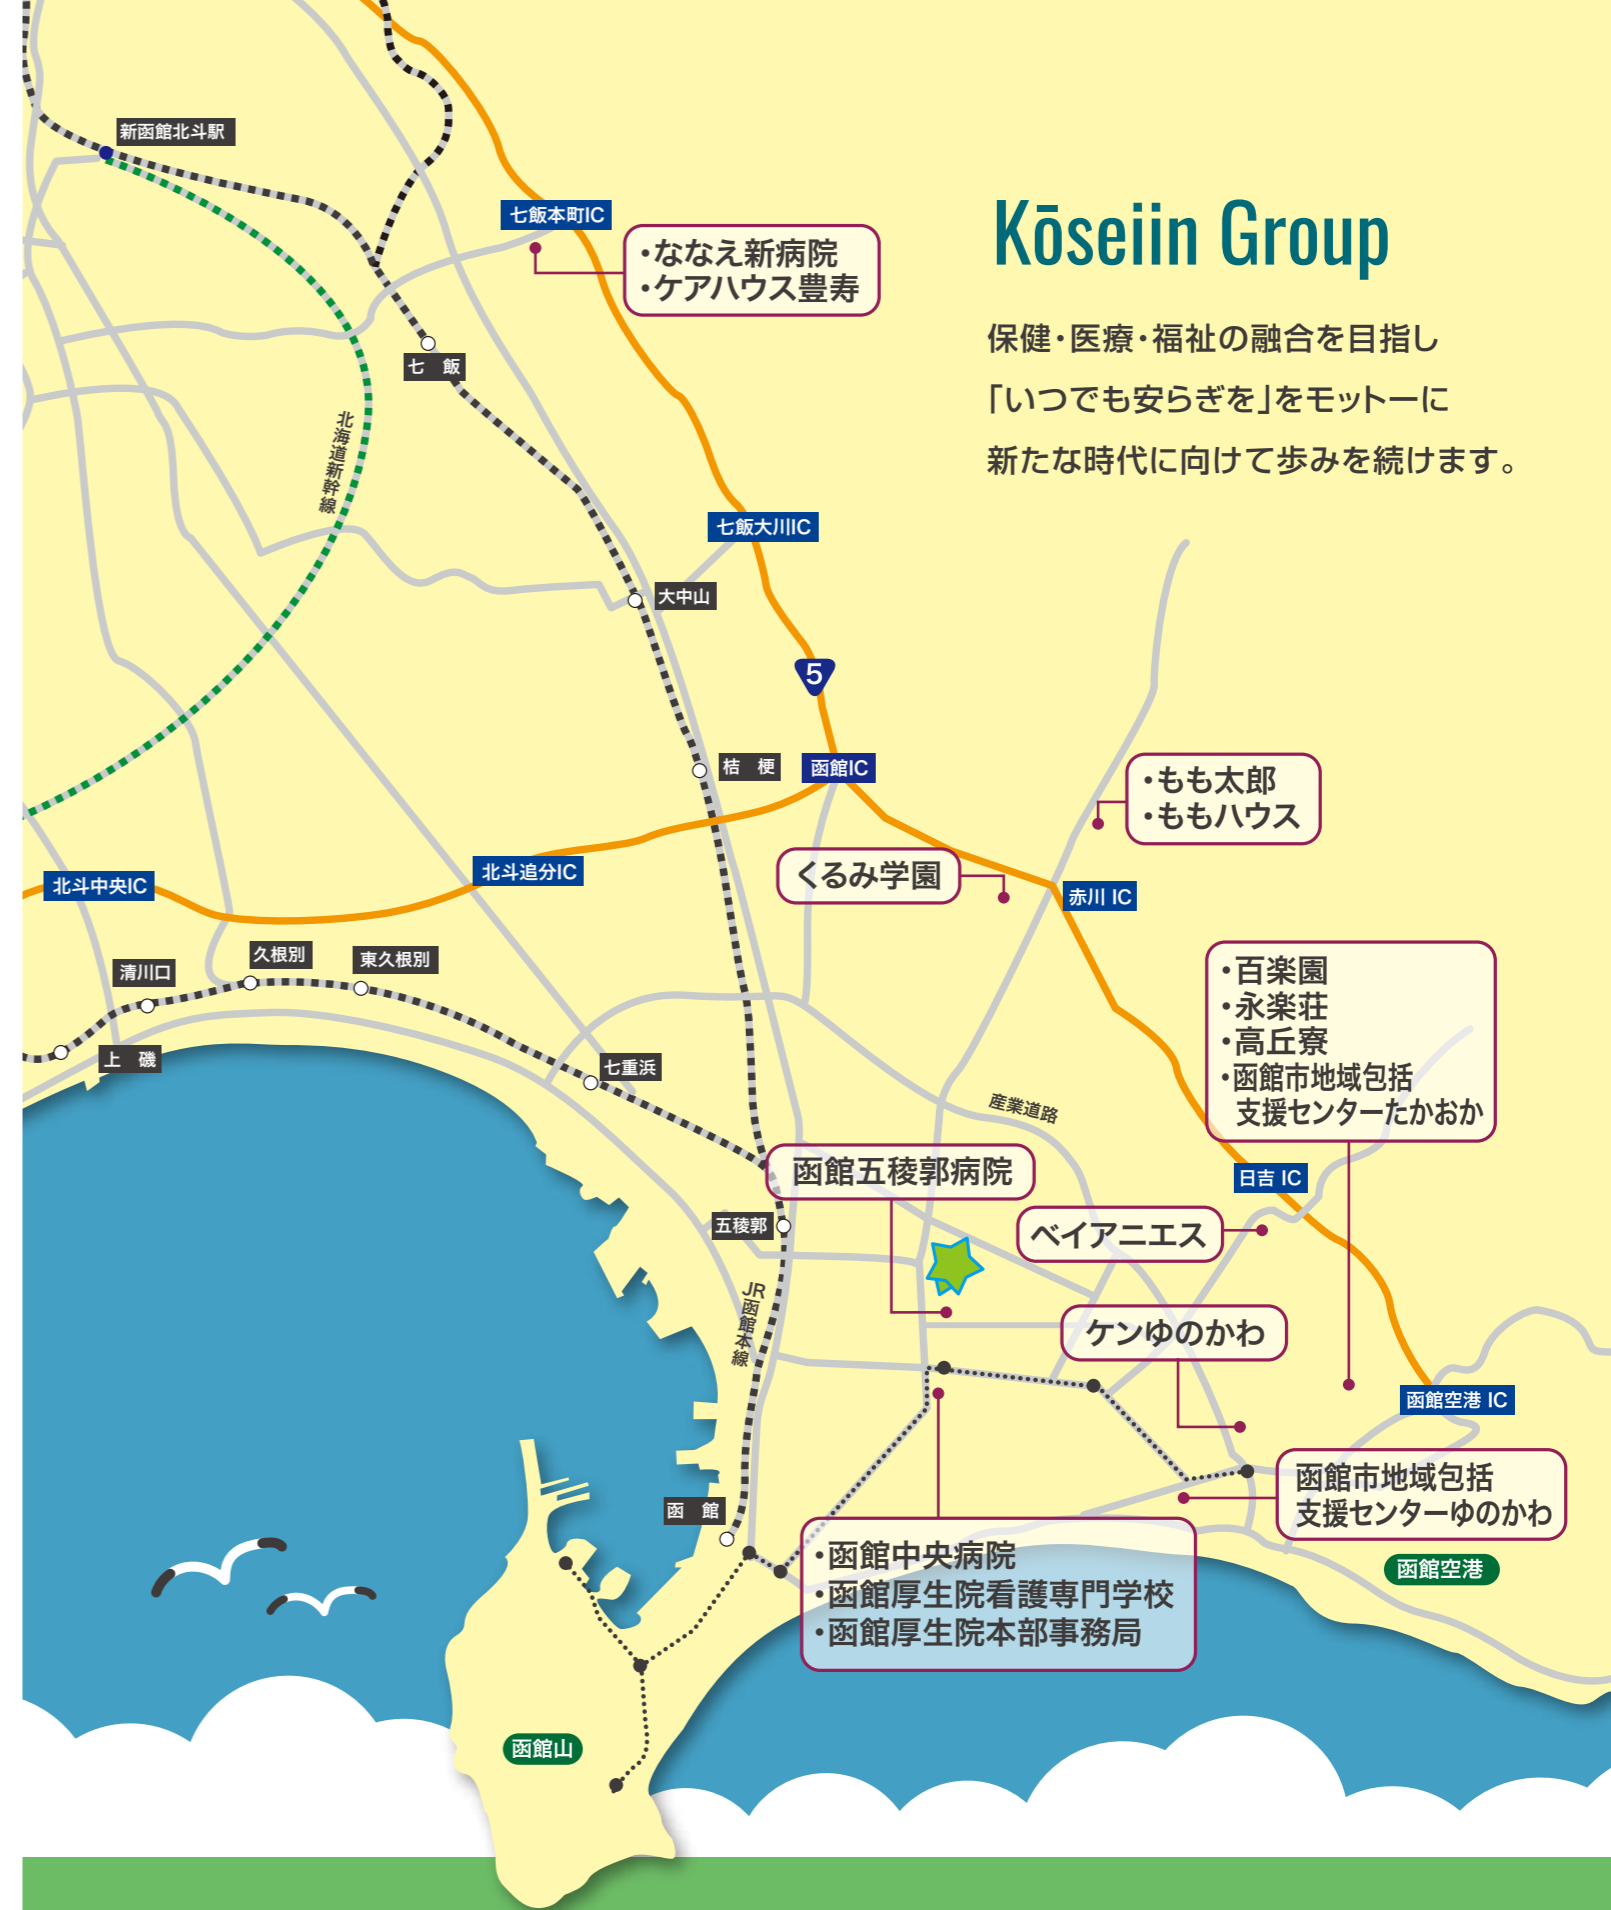 新函館北斗駅
七飯本町IC
・ななえ新病院
・ケアハウス豊寿
Kōseiin Group
保健・医療・福祉の融合を目指し
「いつでも安らぎを」をモットーに
新たな時代に向けて歩みを続けます。
七 飯
北海道新幹線
七飯大川IC
大中山
5
桔 梗
函館IC
・もも太郎
・ももハウス
くるみ学園
赤川 IC
北斗追分IC
北斗中央IC
清川口
久根別
東久根別
上 磯
七重浜
・百楽園
・永楽荘
・高丘寮
・函館市地域包括
支援センターたかおか
産業道路
函館五稜郭病院
日吉 IC
五稜郭
ベイアニエス
JR函館本線
ケンゆのかわ
函館空港 IC
函館市地域包括
支援センターゆのかわ
函 館
・函館中央病院
・函館厚生院看護専門学校
・函館厚生院本部事務局
函館空港
函館山